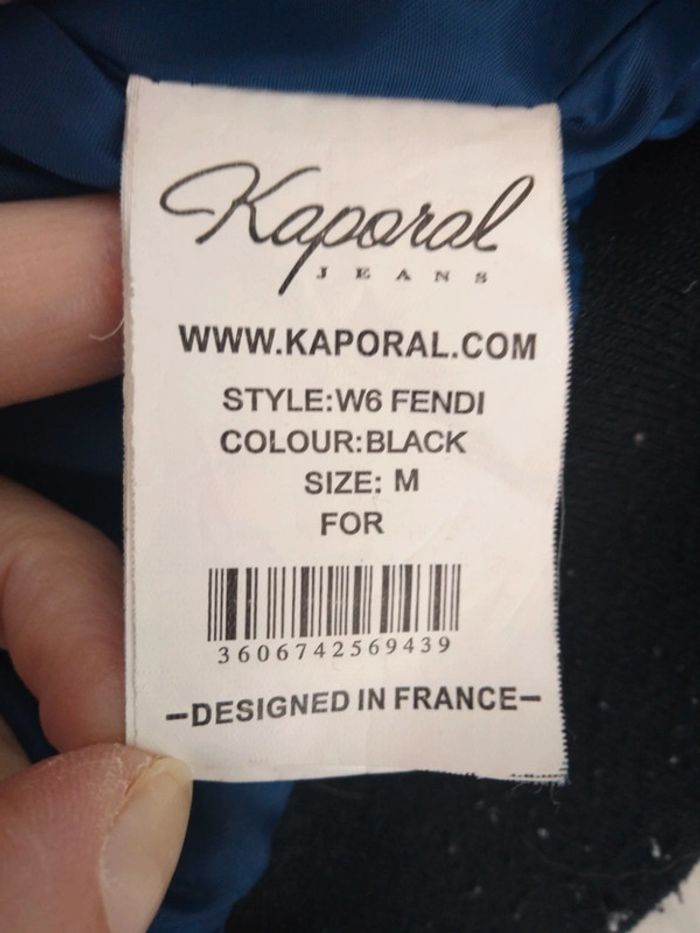 Kaporal
JEANS
WWW.KAPORAL.COM
STYLE:W6 FENDI
COLOUR:BLACK
SIZE: M
FOR
3606742569439
–DESIGNED IN FRANCE–